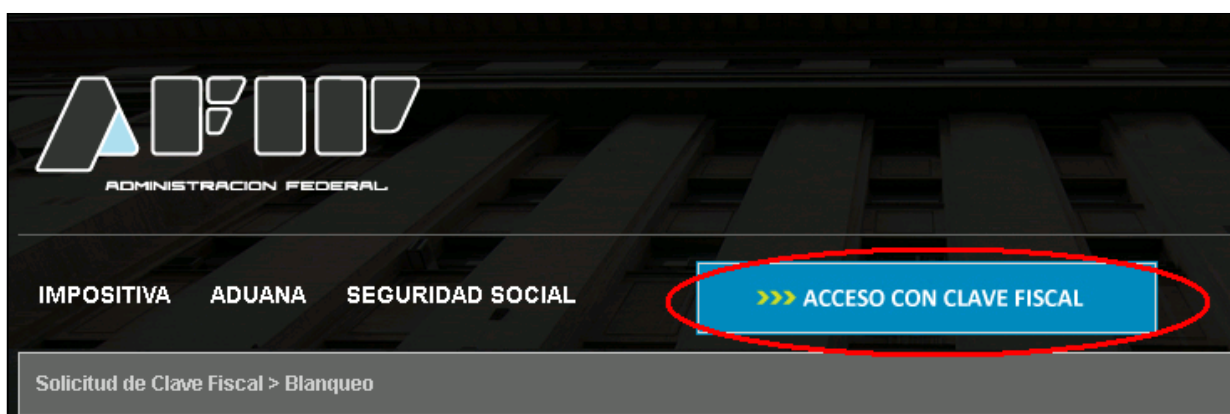 AFIP
ADMINISTRACION FEDERAL
IMPOSITIVA ADUANA SEGURIDAD SOCIAL >>> ACCESO CON CLAVE FISCAL
Solicitud de Clave Fiscal > Blanqueo